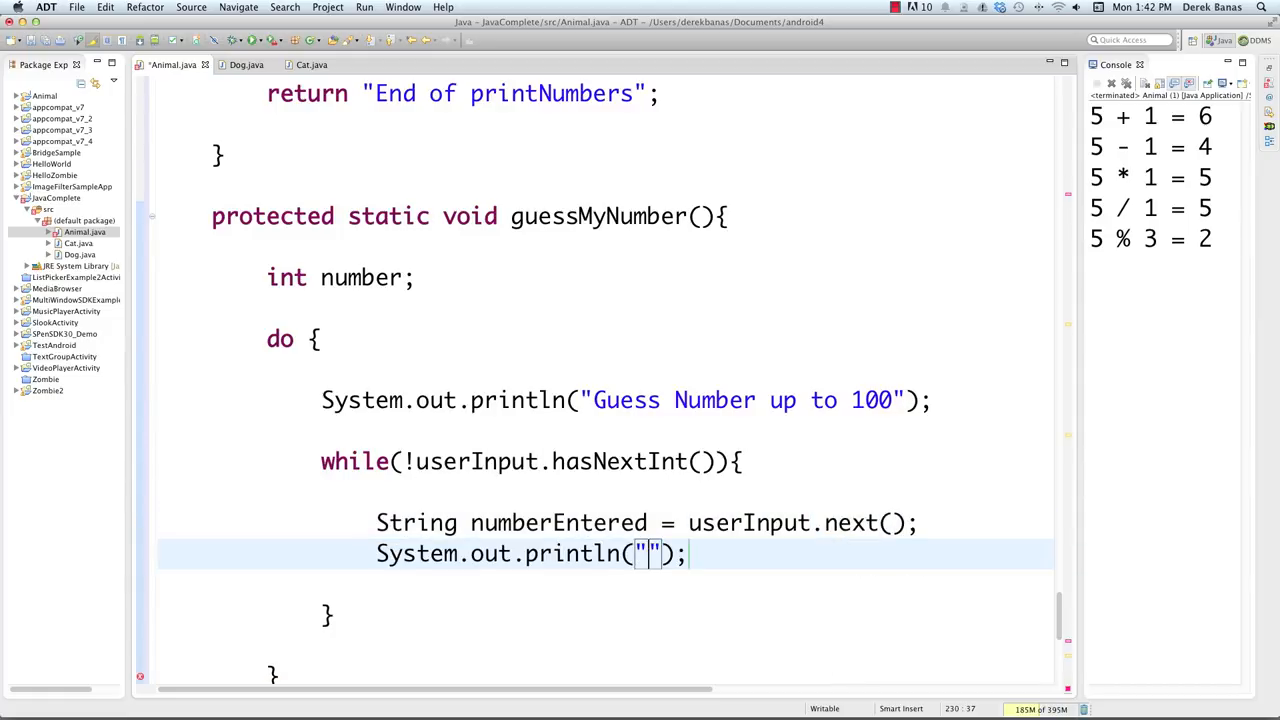 ADT File Edit Refactor Source Navigate Search Project Run Window Help 10 Mon 1:42 PM Derek Banas
Java - JavaComplete/src/Animal.java - ADT - /Users/derekbanas/Documents/android4
Quick Access Java DDMS
Package Exp
*Animal.java Dog.java Cat.java
Console
Animal
appcompat_v7
appcompat_v7_2
appcompat_v7_3
appcompat_v7_4
BridgeSample
HelloWorld
HelloZombie
ImageFilterSampleApp
JavaComplete
src
(default package)
Animal.java
Cat.java
Dog.java
JRE System Library [Ja
ListPickerExample2Activi
MediaBrowser
MultiWindowSDKExample
MusicPlayerActivity
SlookActivity
SPenSDK30_Demo
TestAndroid
TextGroupActivity
VideoPlayerActivity
Zombie
Zombie2
return "End of printNumbers";
}
protected static void guessMyNumber(){
int number;
do {
System.out.println("Guess Number up to 100");
while(!userInput.hasNextInt()){
String numberEntered = userInput.next();
System.out.println("");
}
}
<terminated> Animal (1) [Java Application] /S
5 + 1 = 6
5 - 1 = 4
5 * 1 = 5
5 / 1 = 5
5 % 3 = 2
Writable Smart Insert 230 : 37 185M of 395M